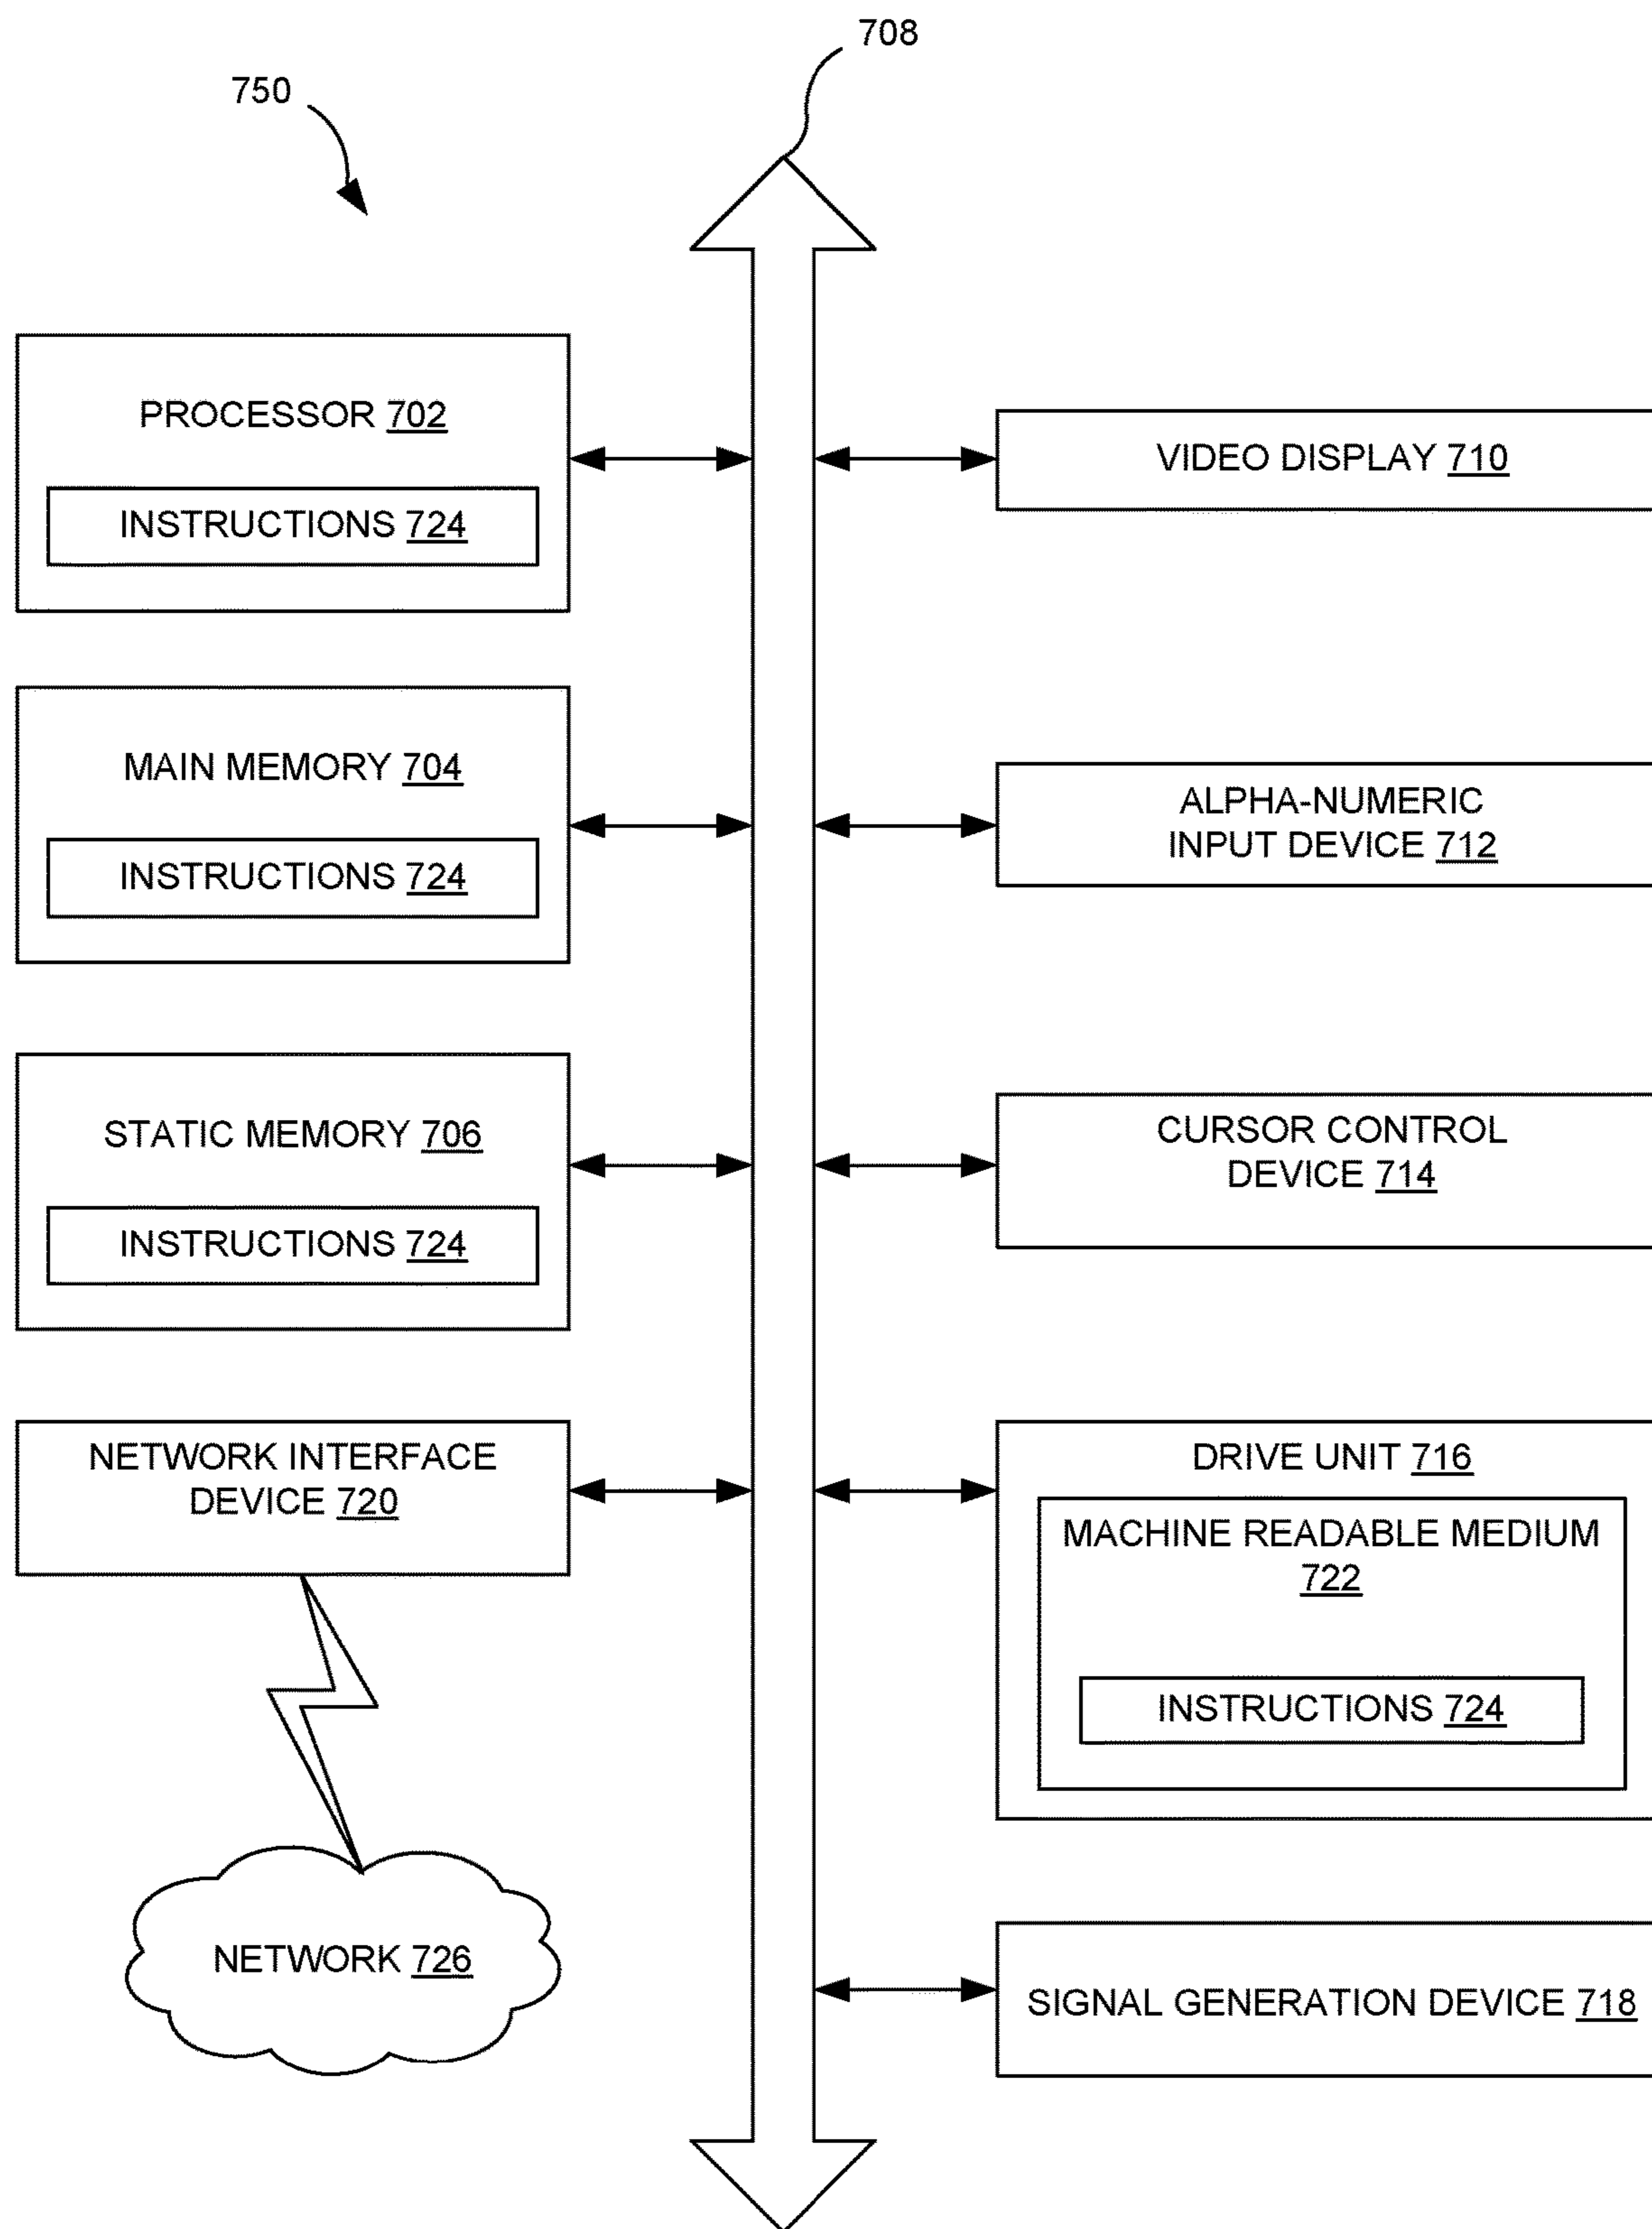 708
750
PROCESSOR 702
INSTRUCTIONS 724
VIDEO DISPLAY 710
MAIN MEMORY 704
INSTRUCTIONS 724
ALPHA-NUMERIC
INPUT DEVICE 712
STATIC MEMORY 706
INSTRUCTIONS 724
CURSOR CONTROL
DEVICE 714
NETWORK INTERFACE
DEVICE 720
DRIVE UNIT 716
MACHINE READABLE MEDIUM
722
INSTRUCTIONS 724
NETWORK 726
SIGNAL GENERATION DEVICE 718